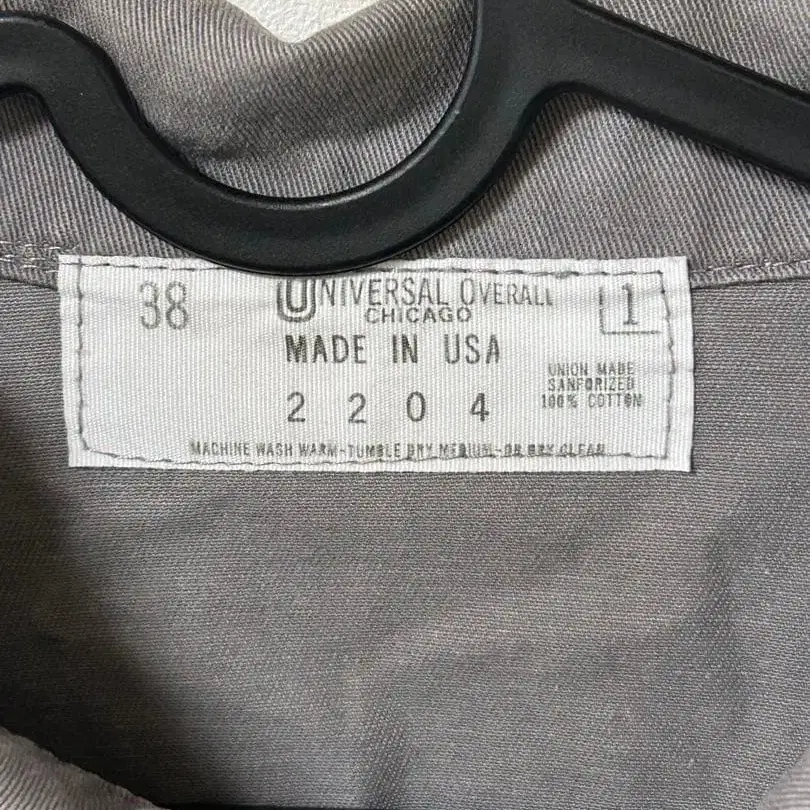 38
UNIVERSAL OVERALL
CHICAGO
1
MADE IN USA
2 2 0 4
UNION MADE
SANFORIZED
100% COTTON
MACHINE WASH WARM-TUMBLE DRY MEDIUM-OR DRY CLEAN